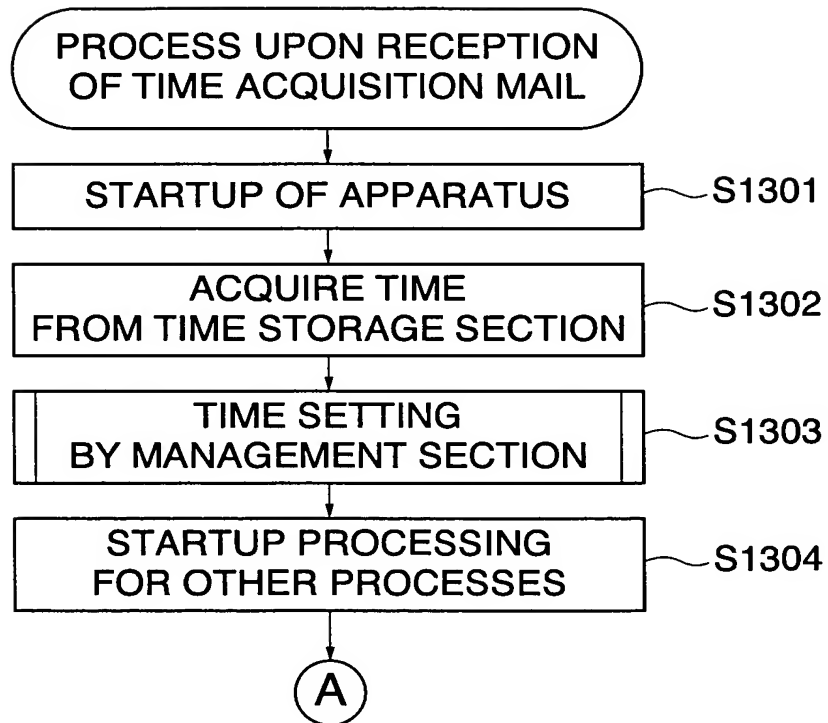 PROCESS UPON RECEPTION
OF TIME ACQUISITION MAIL
STARTUP OF APPARATUS
S1301
ACQUIRE TIME
FROM TIME STORAGE SECTION
S1302
TIME SETTING
BY MANAGEMENT SECTION
S1303
STARTUP PROCESSING
FOR OTHER PROCESSES
S1304
A